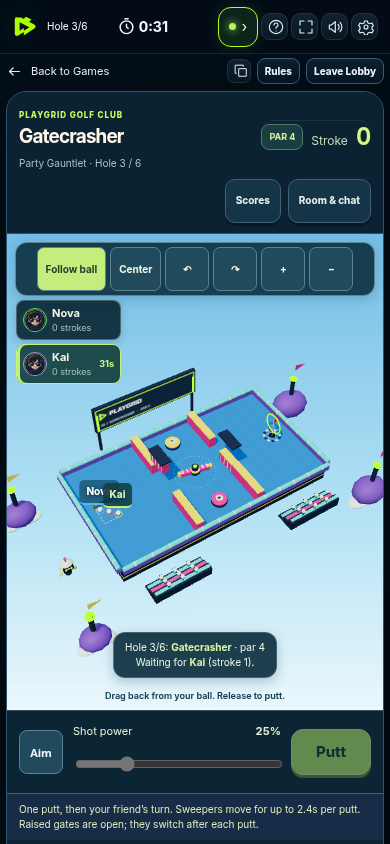 Hole 3/6
0:31
Back to Games
Rules
Leave Lobby
PLAYGRID GOLF CLUB
Gatecrasher
PAR 4
Stroke 0
Party Gauntlet · Hole 3 / 6
Scores
Room & chat
Follow ball
Center
Nova
0 strokes
Kai
0 strokes
31s
PLAYGRID
Kai
Hole 3/6: Gatecrasher · par 4
Waiting for Kai (stroke 1).
Drag back from your ball. Release to putt.
Shot power
25%
Aim
Putt
One putt, then your friend's turn. Sweepers move for up to 2.4s per putt.
Raised gates are open; they switch after each putt.